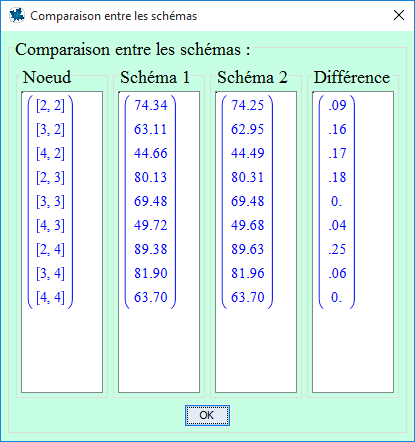 Comparaison entre les schémas
Comparaison entre les schémas :
Noeud Schéma 1 Schéma 2 Différence
[2, 2] 74.34 74.25 .09
[3, 2] 63.11 62.95 .16
[4, 2] 44.66 44.49 .17
[2, 3] 80.13 80.31 .18
[3, 3] 69.48 69.48 0.
[4, 3] 49.72 49.68 .04
[2, 4] 89.38 89.63 .25
[3, 4] 81.90 81.96 .06
[4, 4] 63.70 63.70 0.
OK